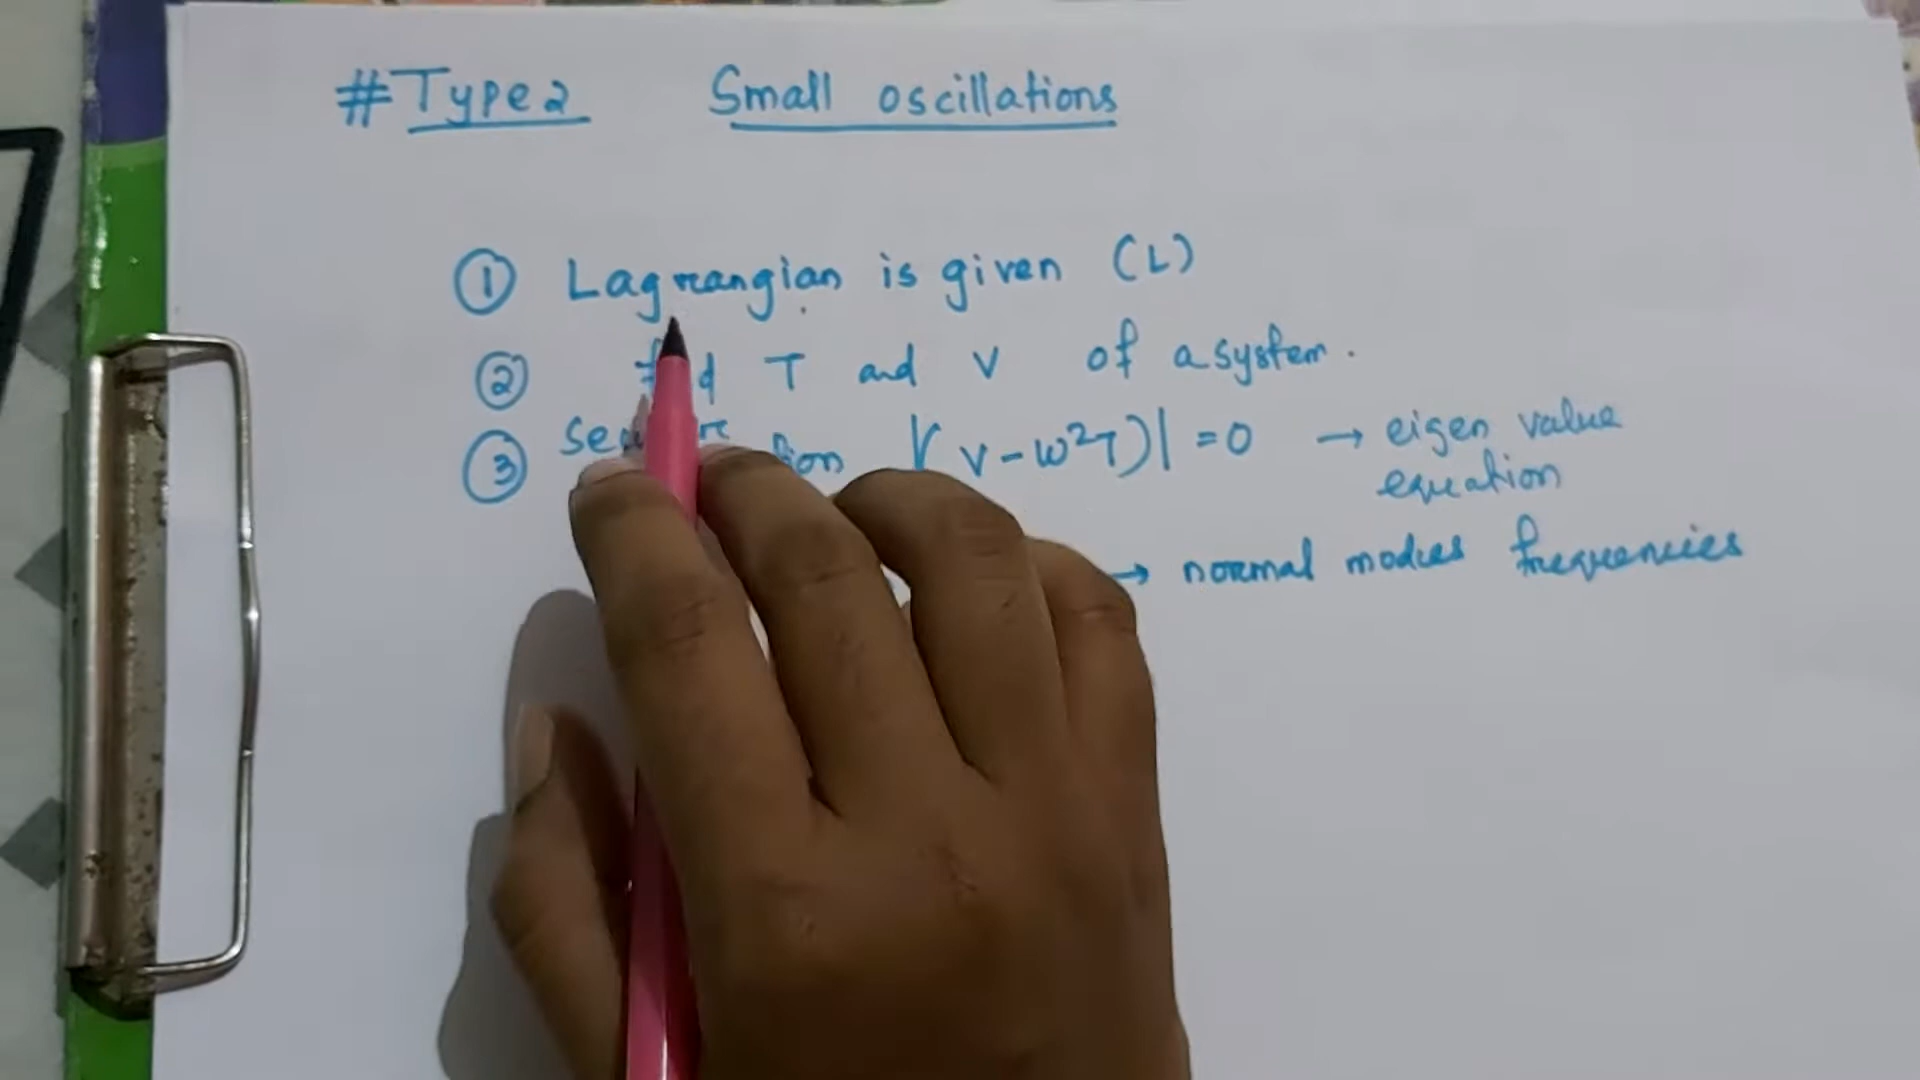 #Type2 Small oscillations
① Lagrangian is given (L)
② T and V of a system.
③ |(V-ω²T)| = 0 → eigen value
equation
→ normal modes frequencies